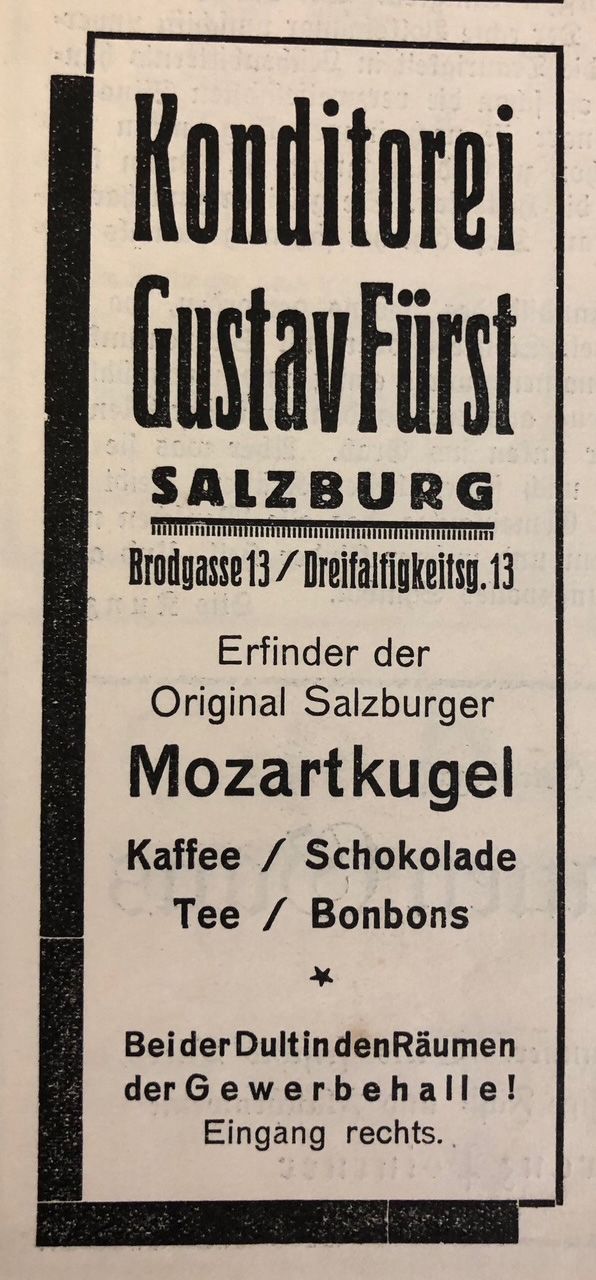 Konditorei
Gustav Fürst
SALZBURG
Brodgasse 13 / Dreifaltigkeitsg. 13
Erfinder der
Original Salzburger
Mozartkugel
Kaffee / Schokolade
Tee / Bonbons
Bei der Dult in den Räumen
der Gewerbehalle!
Eingang rechts.